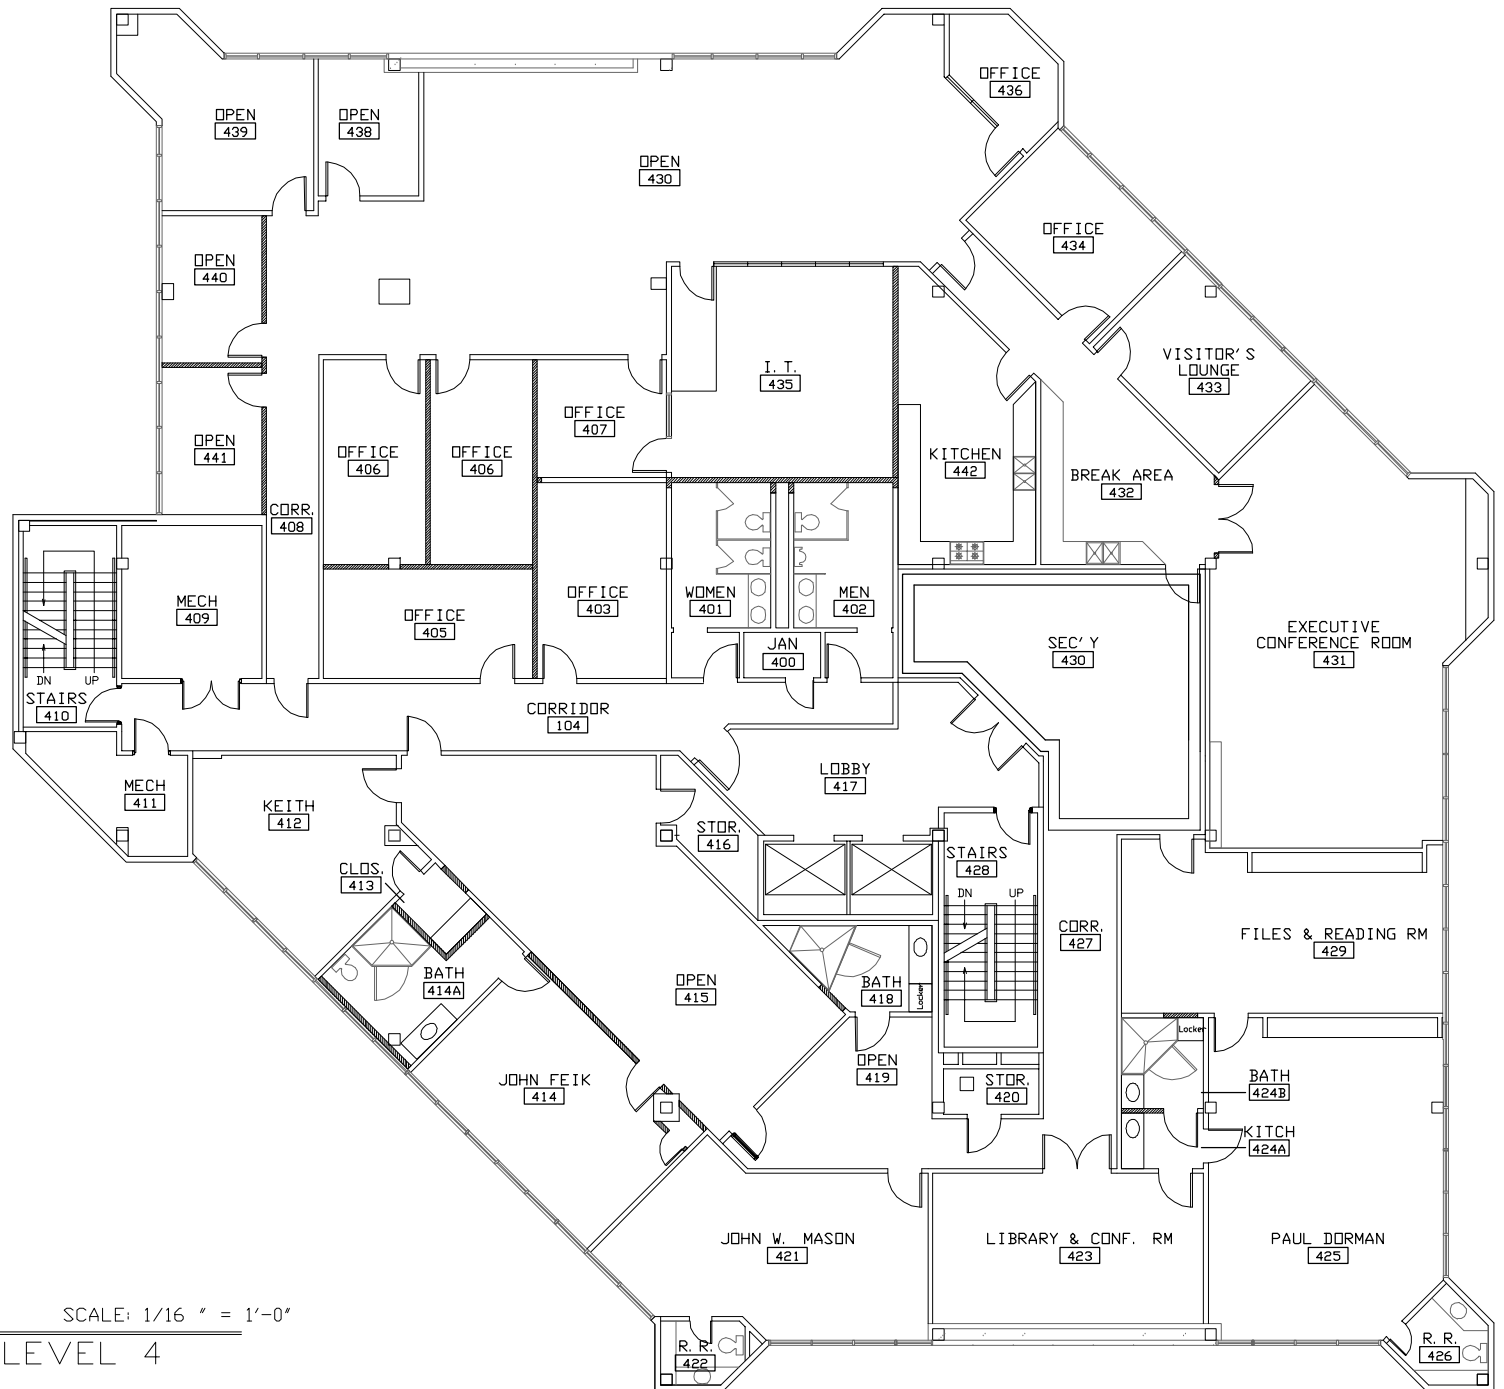 OFFICE
436
OPEN
439
OPEN
438
OPEN
430
OFFICE
434
OPEN
440
VISITOR'S
LOUNGE
433
I. T.
435
OFFICE
407
OPEN
441
OFFICE
406
OFFICE
406
KITCHEN
442
BREAK AREA
432
CORR.
408
MECH
409
OFFICE
405
OFFICE
403
WOMEN
401
MEN
402
JAN
400
SEC'Y
430
EXECUTIVE
CONFERENCE ROOM
431
DN
UP
STAIRS
410
CORRIDOR
104
MECH
411
KEITH
412
LOBBY
417
STOR.
416
STAIRS
428
DN
UP
CLOS.
413
CORR.
427
FILES & READING RM
429
BATH
414A
OPEN
415
BATH
418
Locker
Locker
OPEN
419
STOR.
420
JOHN FEIK
414
BATH
424B
KITCH
424A
JOHN W. MASON
421
LIBRARY & CONF. RM
423
PAUL DORMAN
425
R. R.
422
R. R.
426
SCALE: 1/16 " = 1'-0"
LEVEL 4